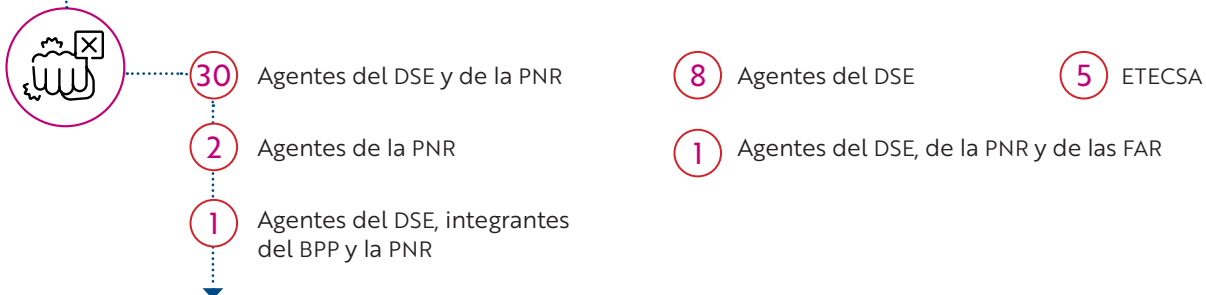 30 Agentes del DSE y de la PNR
8 Agentes del DSE
5 ETECSA
2 Agentes de la PNR
1 Agentes del DSE, de la PNR y de las FAR
1 Agentes del DSE, integrantes
del BPP y la PNR